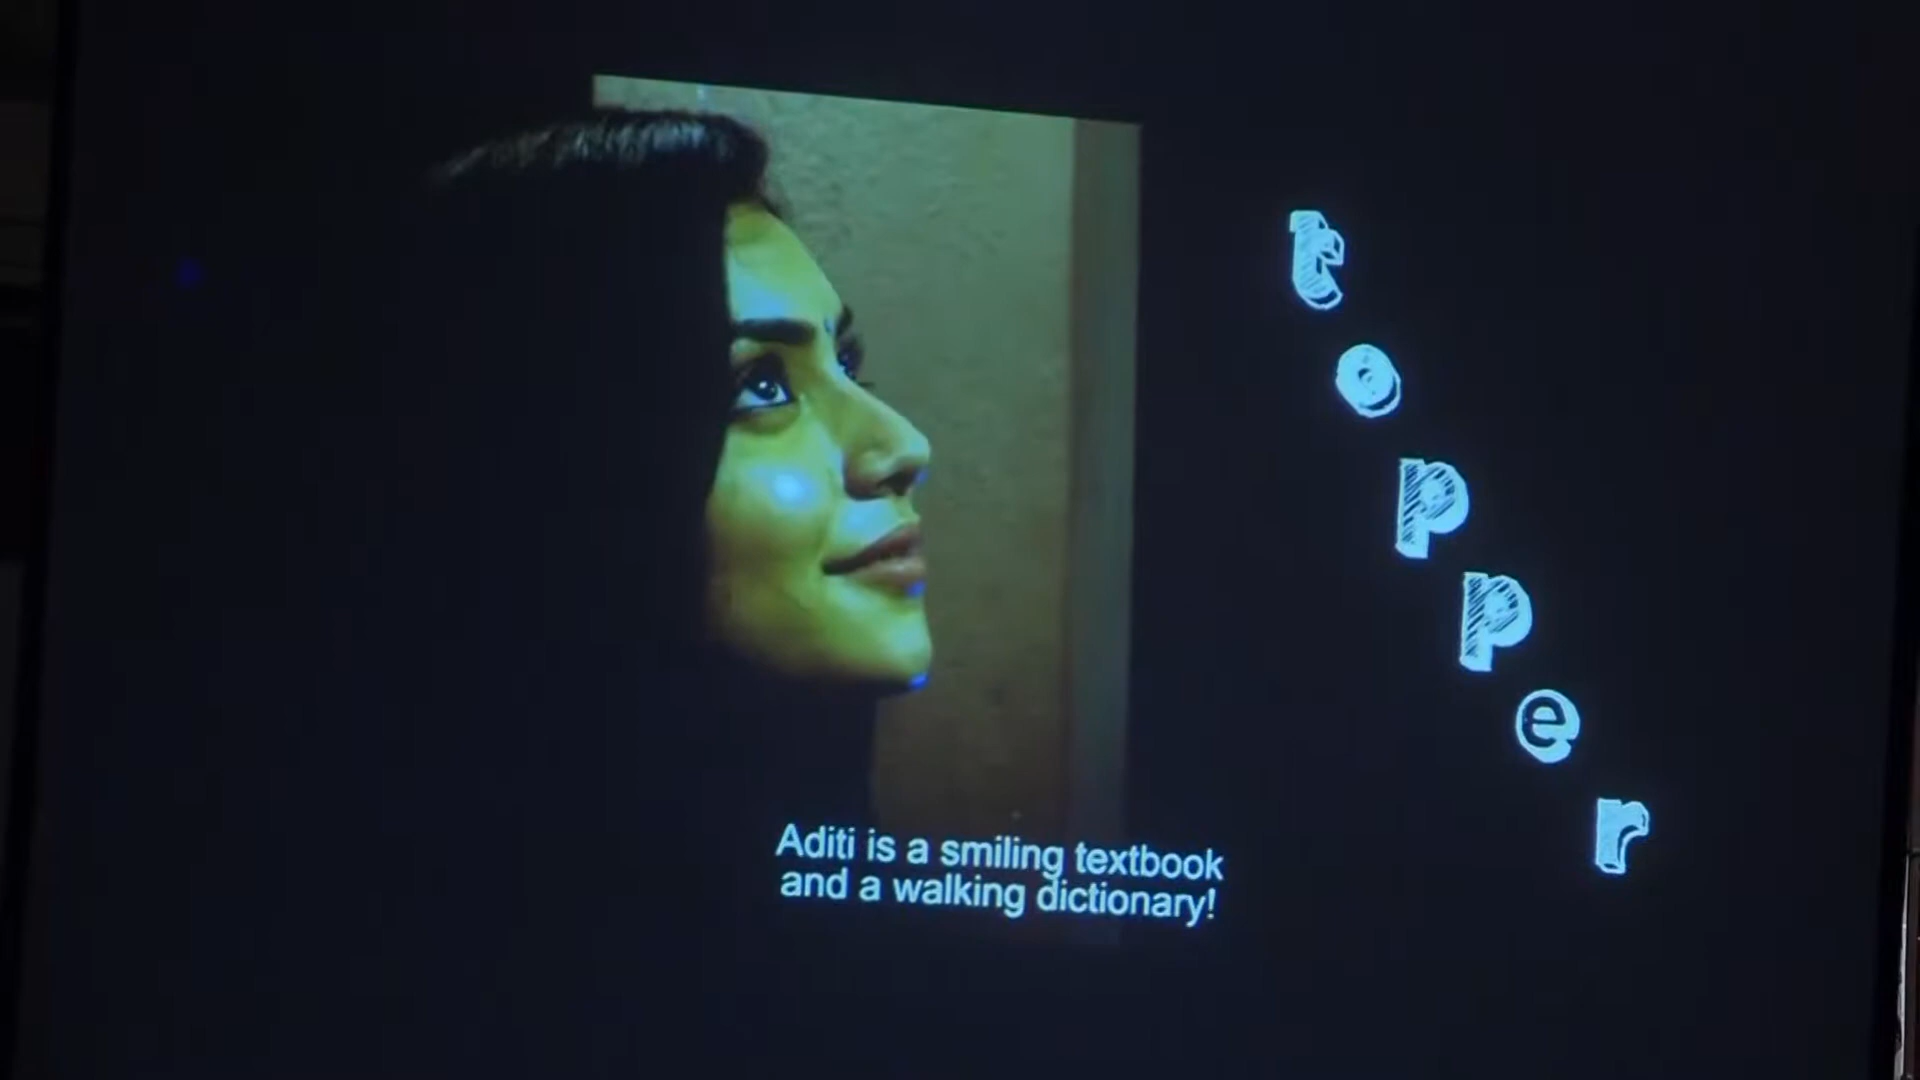 topper
Aditi is a smiling textbook
and a walking dictionary!